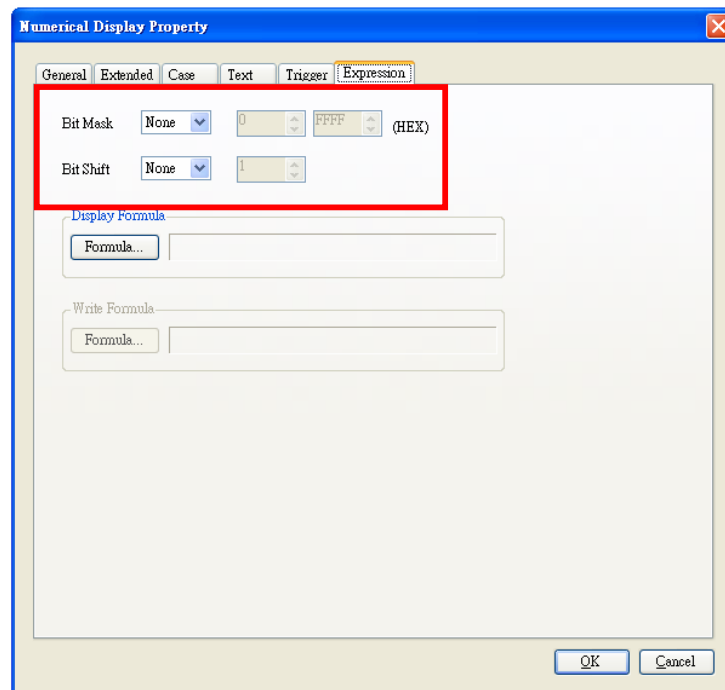 Numerical Display Property
General Extended Case Text Trigger Expression
Bit Mask None 0 FFFF (HEX)
Bit Shift None 1
Display Formula
Formula...
Write Formula
Formula...
OK Cancel